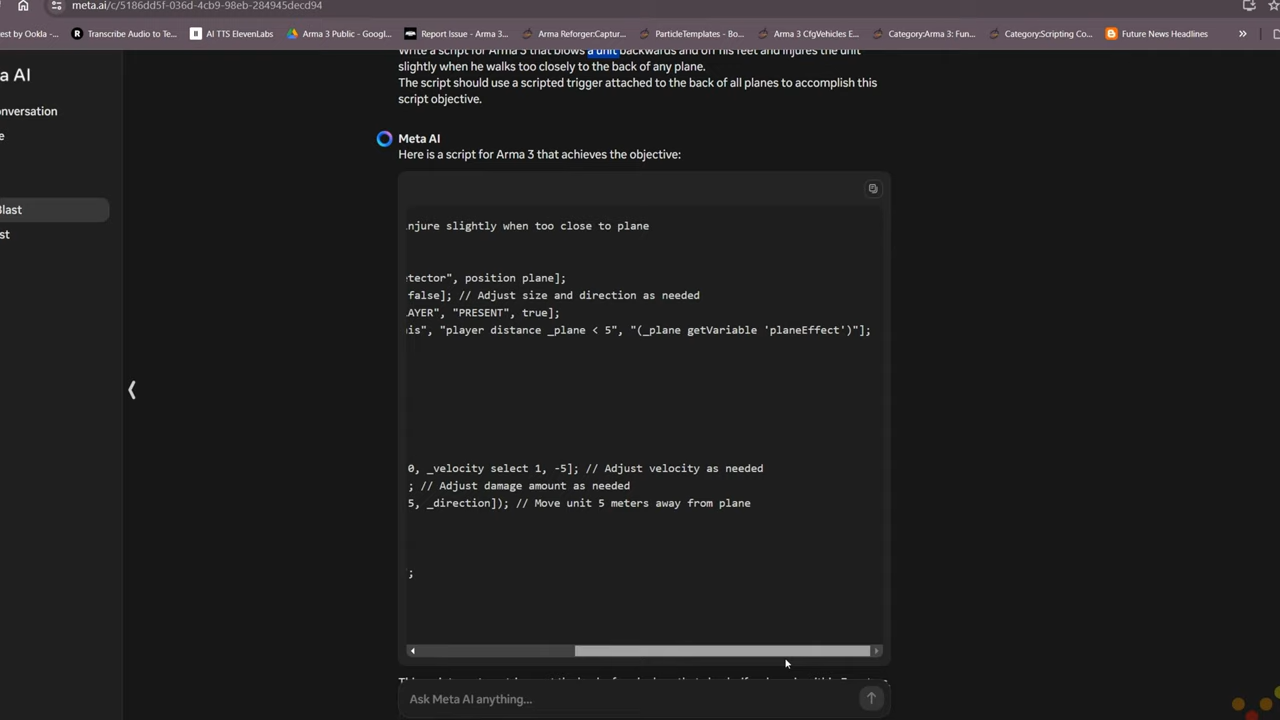 meta.ai/c/5186dd5f-036d-4cb9-98eb-284945decd94
est by Ookla -...
Transcribe Audio to Te...
AI TTS ElevenLabs
Arma 3 Public - Googl...
Report Issue - Arma 3...
Arma Reforger:Captur...
ParticleTemplates - Bo...
Arma 3 CfgVehicles E...
Category:Arma 3: Fun...
Category:Scripting Co...
Future News Headlines
ta AI
onversation
e
Blast
st
Write a script for Arma 3 that blows a unit backwards and off his feet and injures the unit
slightly when he walks too closely to the back of any plane.
The script should use a scripted trigger attached to the back of all planes to accomplish this
script objective.
Meta AI
Here is a script for Arma 3 that achieves the objective:
njure slightly when too close to plane
tector", position plane];
false]; // Adjust size and direction as needed
AYER", "PRESENT", true];
is", "player distance _plane < 5", "(_plane getVariable 'planeEffect')"];
0, _velocity select 1, -5]; // Adjust velocity as needed
; // Adjust damage amount as needed
5, _direction]); // Move unit 5 meters away from plane
;
Ask Meta AI anything...